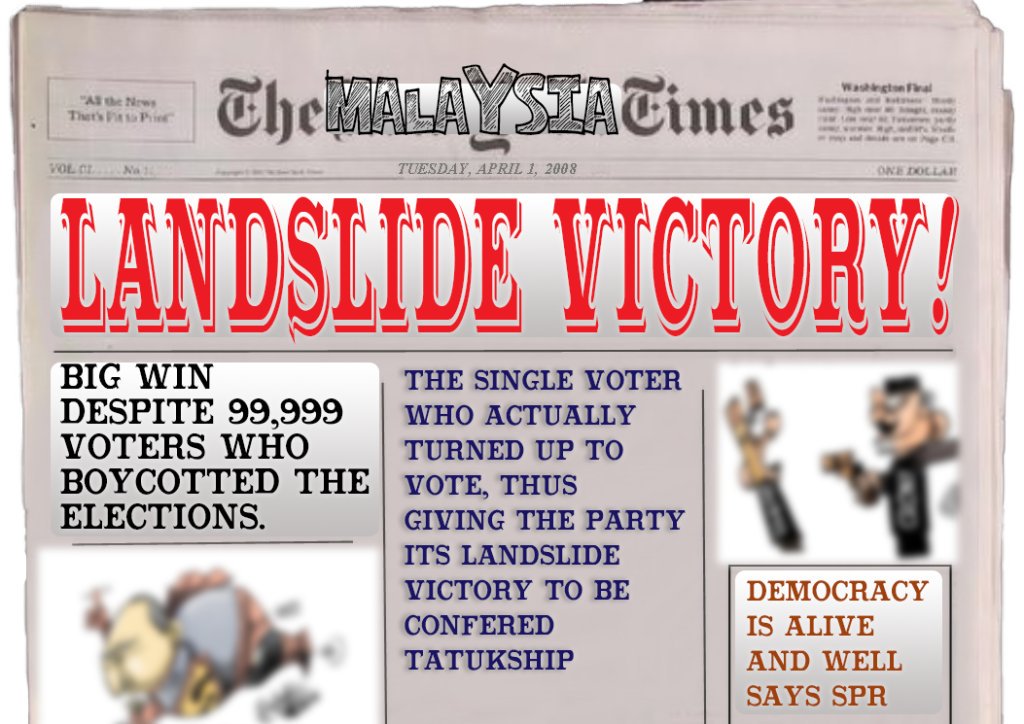 "All the News
That's Fit to Print"
The MALAYSIA Times
Washington Final
VOL. CI
TUESDAY, APRIL 1, 2008
ONE DOLLAR
LANDSLIDE VICTORY!
BIG WIN
DESPITE 99,999
VOTERS WHO
BOYCOTTED THE
ELECTIONS.
THE SINGLE VOTER
WHO ACTUALLY
TURNED UP TO
VOTE, THUS
GIVING THE PARTY
ITS LANDSLIDE
VICTORY TO BE
CONFERED
TATUKSHIP
DEMOCRACY
IS ALIVE
AND WELL
SAYS SPR